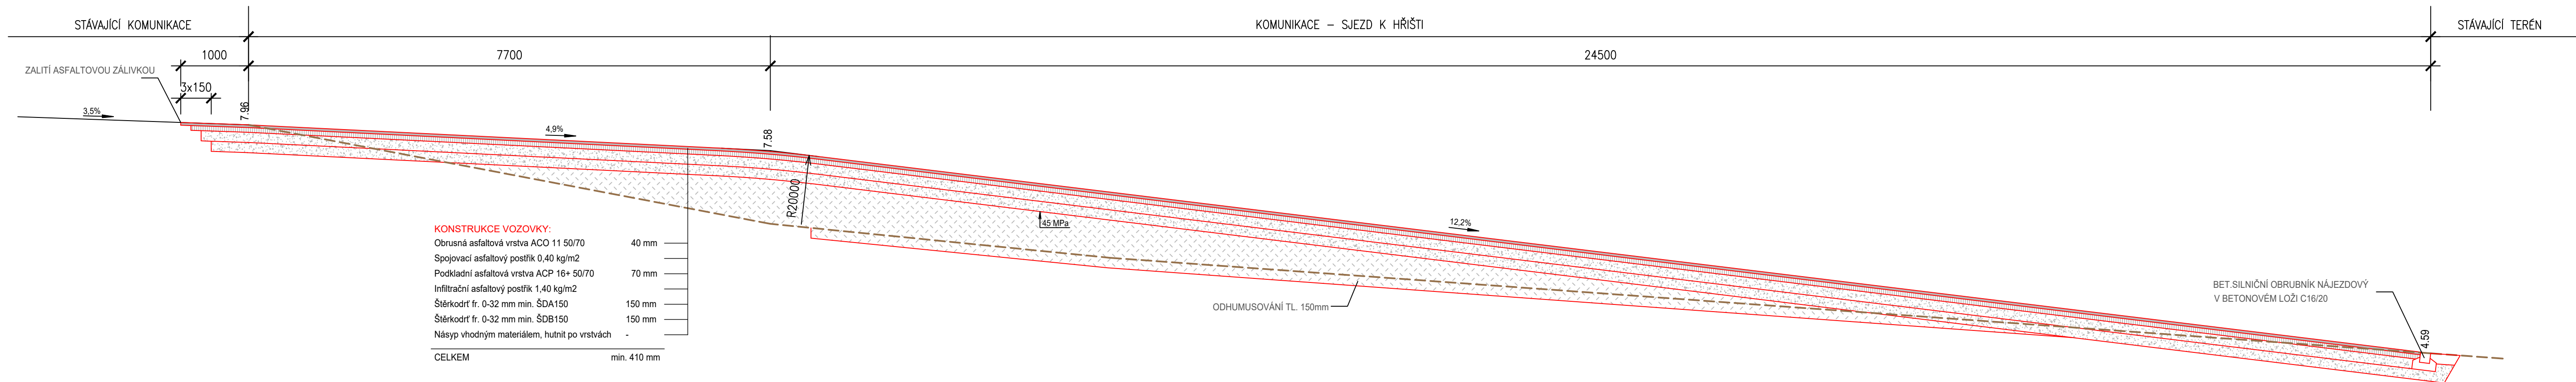 STÁVAJÍCÍ KOMUNIKACE
KOMUNIKACE – SJEZD K HŘIŠTI
STÁVAJÍCÍ TERÉN
1000
7700
24500
ZALITÍ ASFALTOVOU ZÁLIVKOU
3x150
3,5%
7.96
4,9%
7.58
R20000
45 MPa
12,2%
KONSTRUKCE VOZOVKY:
Obrusná asfaltová vrstva ACO 11 50/70 40 mm
Spojovací asfaltový postřik 0,40 kg/m2
Podkladní asfaltová vrstva ACP 16+ 50/70 70 mm
Infiltrační asfaltový postřik 1,40 kg/m2
Štěrkodrť fr. 0-32 mm min. ŠDA150 150 mm
Štěrkodrť fr. 0-32 mm min. ŠDB150 150 mm
Násyp vhodným materiálem, hutnit po vrstvách -
CELKEM min. 410 mm
ODHUMUSOVÁNÍ TL. 150mm
BET.SILNIČNÍ OBRUBNÍK NÁJEZDOVÝ
V BETONOVÉM LOŽI C16/20
4.59